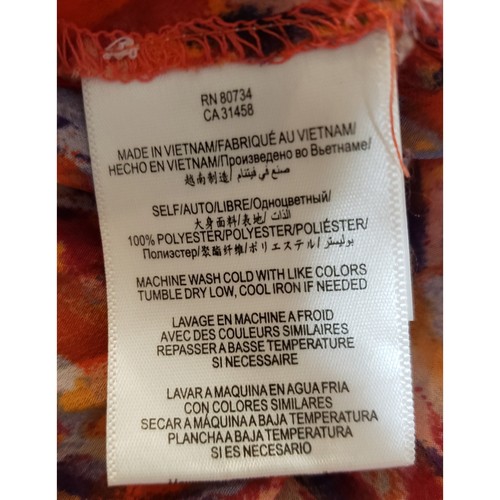 RN 80734
CA 31458
MADE IN VIETNAM/FABRIQUÉ AU VIETNAM/
HECHO EN VIETNAM/Произведено во Вьетнаме/
越南制造/ صنع في فيتنام /
SELF/AUTO/LIBRE/Одноцветный/
大身面料/表地/ الذات /
100% POLYESTER/POLYESTER/POLIÉSTER/
Полиэстер/聚酯纤维/ポリエステル/ بوليستر
MACHINE WASH COLD WITH LIKE COLORS
TUMBLE DRY LOW, COOL IRON IF NEEDED
LAVAGE EN MACHINE A FROID
AVEC DES COULEURS SIMILAIRES
REPASSER A BASSE TEMPERATURE
SI NECESSAIRE
LAVAR A MAQUINA EN AGUA FRIA
CON COLORES SIMILARES
SECAR A MÁQUINA A BAJA TEMPERATURA
PLANCHA A BAJA TEMPERATURA
SI ES NECESARIO